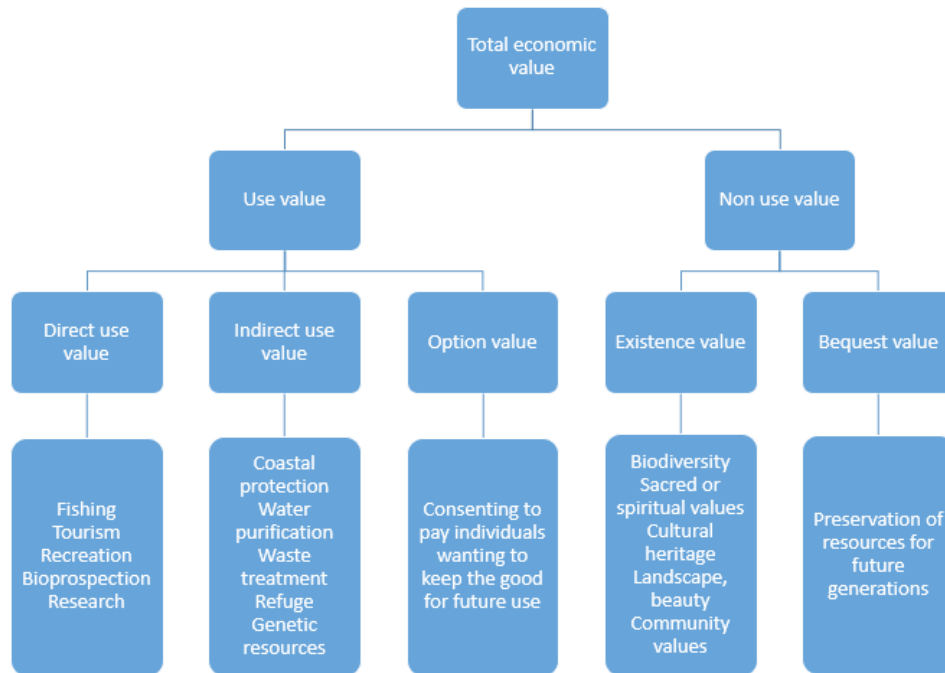 Total economic
value
Use value
Non use value
Direct use
value
Indirect use
value
Option value
Existence value
Bequest value
Fishing
Tourism
Recreation
Bioprospection
Research
Coastal
protection
Water
purification
Waste
treatment
Refuge
Genetic
resources
Consenting to
pay individuals
wanting to
keep the good
for future use
Biodiversity
Sacred or
spiritual values
Cultural
heritage
Landscape,
beauty
Community
values
Preservation of
resources for
future
generations